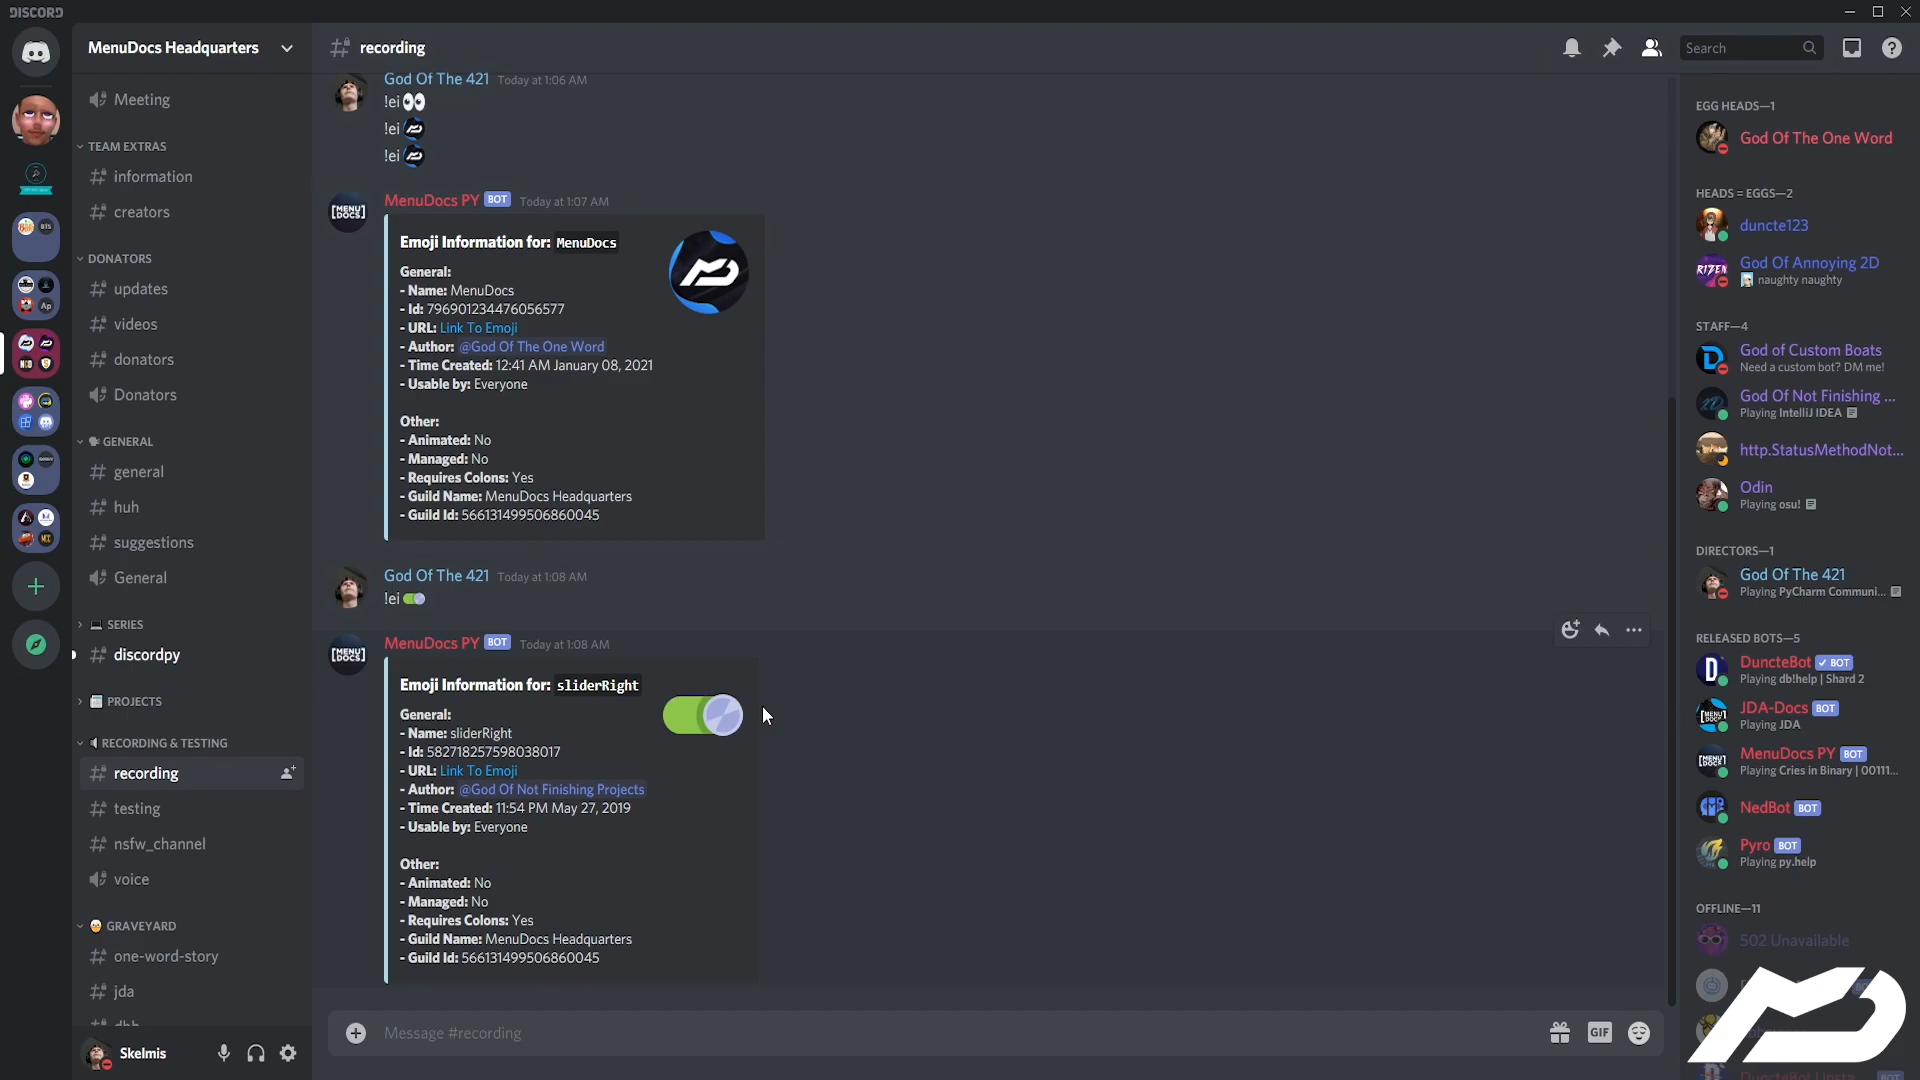 DISCORD
MenuDocs Headquarters
Meeting
TEAM EXTRAS
information
creators
DONATORS
updates
videos
donators
Donators
GENERAL
general
huh
suggestions
General
SERIES
discordpy
PROJECTS
RECORDING & TESTING
recording
testing
nsfw_channel
voice
GRAVEYARD
one-word-story
jda
Skelmis
recording
Search
God Of The 421 Today at 1:06 AM
!ei
!ei
!ei
MenuDocs PY BOT Today at 1:07 AM
Emoji Information for: MenuDocs
General:
- Name: MenuDocs
- Id: 796901234476056577
- URL: Link To Emoji
- Author: @God Of The One Word
- Time Created: 12:41 AM January 08, 2021
- Usable by: Everyone
Other:
- Animated: No
- Managed: No
- Requires Colons: Yes
- Guild Name: MenuDocs Headquarters
- Guild Id: 566131499506860045
God Of The 421 Today at 1:08 AM
!ei
MenuDocs PY BOT Today at 1:08 AM
Emoji Information for: sliderRight
General:
- Name: sliderRight
- Id: 582718257598038017
- URL: Link To Emoji
- Author: @God Of Not Finishing Projects
- Time Created: 11:54 PM May 27, 2019
- Usable by: Everyone
Other:
- Animated: No
- Managed: No
- Requires Colons: Yes
- Guild Name: MenuDocs Headquarters
- Guild Id: 566131499506860045
Message #recording
GIF
EGG HEADS—1
God Of The One Word
HEADS = EGGS—2
duncte123
God Of Annoying 2D
naughty naughty
STAFF—4
God of Custom Boats
Need a custom bot? DM me!
God Of Not Finishing ...
Playing IntelliJ IDEA
http.StatusMethodNot...
Odin
Playing osu!
DIRECTORS—1
God Of The 421
Playing PyCharm Communi...
RELEASED BOTS—5
DuncteBot BOT
Playing db!help | Shard 2
JDA-Docs BOT
Playing JDA
MenuDocs PY BOT
Playing Cries in Binary | 00111...
NedBot BOT
Pyro BOT
Playing py.help
OFFLINE—11
502 Unavailable